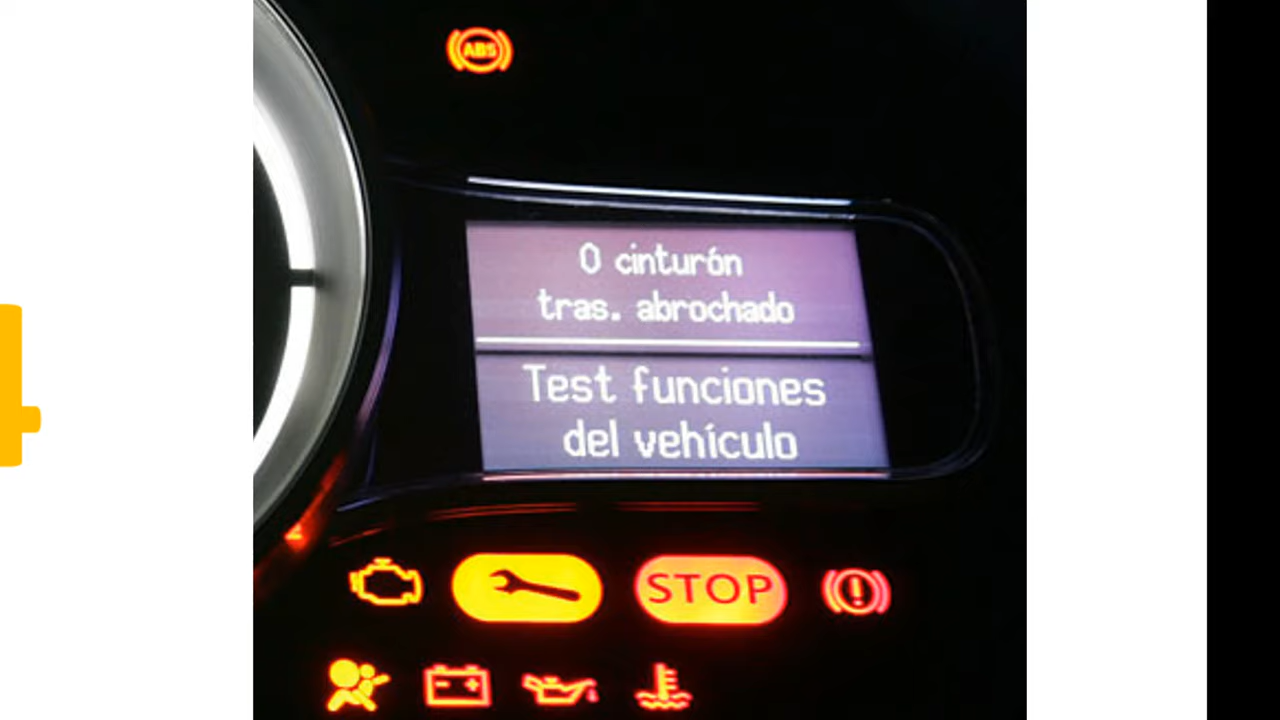 ABS
0 cinturón
tras. abrochado
Test funciones
del vehículo
STOP